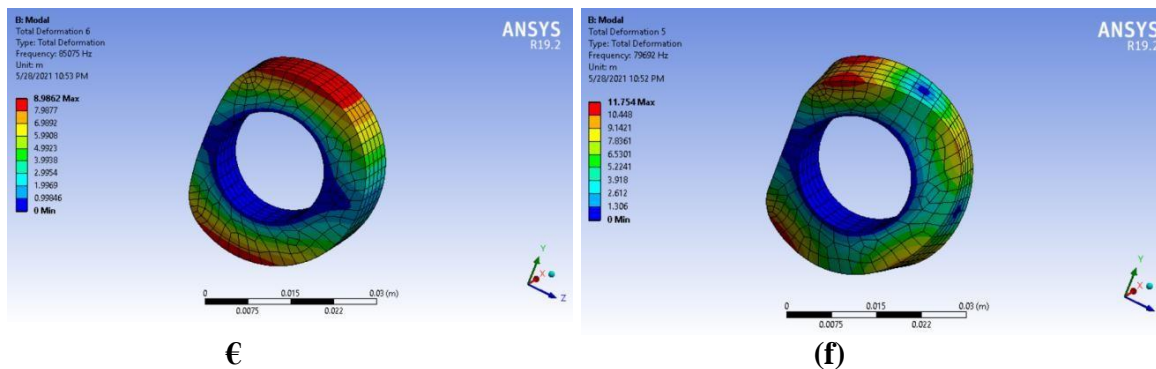 B: Modal
Total Deformation 6
Type: Total Deformation
Frequency: 85075 Hz
Unit: m
5/28/2021 10:53 PM
8.9862 Max
7.9877
6.9892
5.9908
4.9923
3.9938
2.9954
1.9969
0.99846
0 Min
ANSYS
R19.2
0 0.015 0.03 (m)
0.0075 0.022
Y
X
Z
€
B: Modal
Total Deformation 5
Type: Total Deformation
Frequency: 79692 Hz
Unit: m
5/28/2021 10:52 PM
11.754 Max
10.448
9.1421
7.8361
6.5301
5.2241
3.918
2.612
1.306
0 Min
ANSYS
R19.2
0 0.015 0.03 (m)
0.0075 0.022
Y
X
Z
(f)